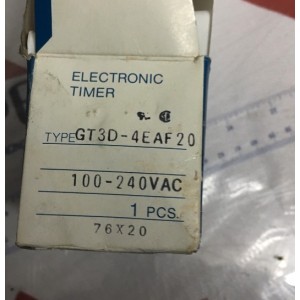 ELECTRONIC
TIMER
TYPE GT3D-4EAF20
100-240VAC
1 PCS.
76X20